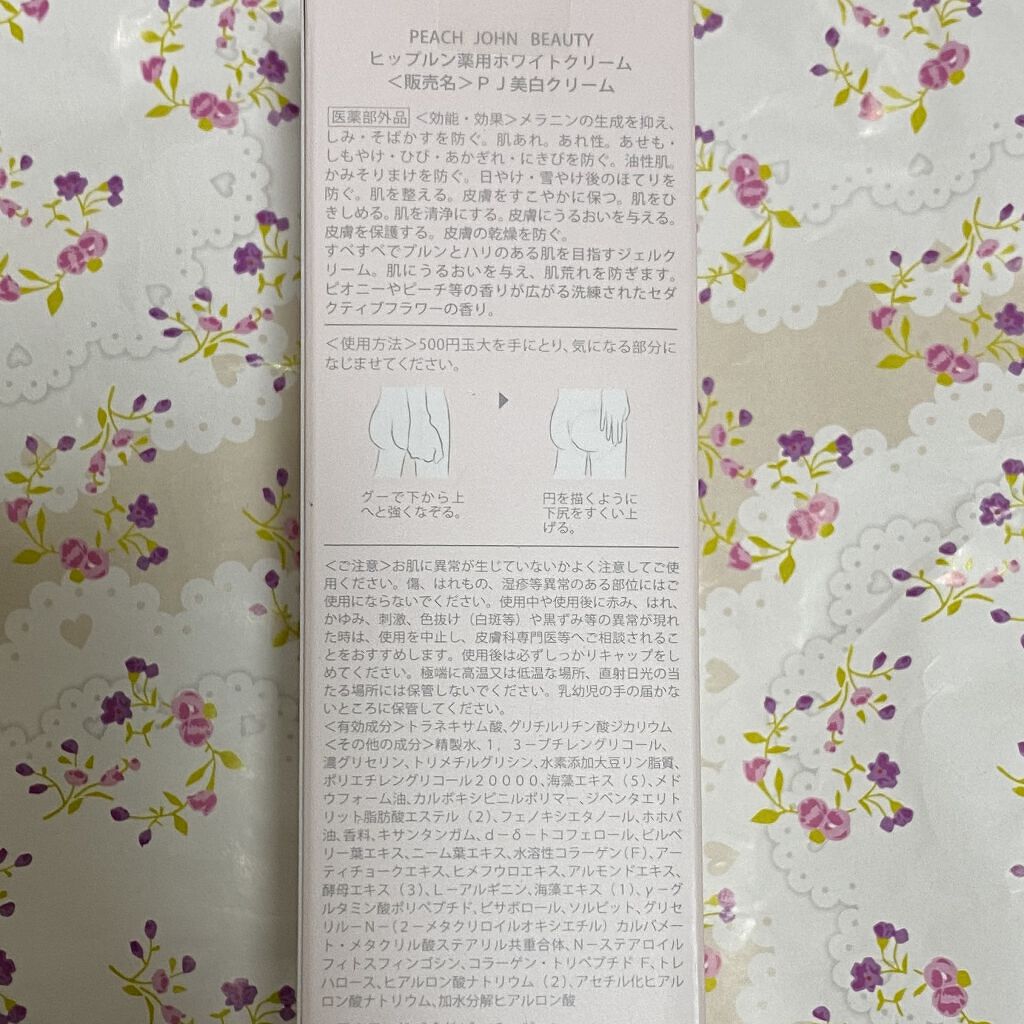 PEACH JOHN BEAUTY
ヒップルン薬用ホワイトクリーム
＜販売名＞ＰＪ美白クリーム
医薬部外品 ＜効能・効果＞メラニンの生成を抑え、
しみ・そばかすを防ぐ。肌あれ。あれ性。あせも・
しもやけ・ひび・あかぎれ・にきびを防ぐ。油性肌。
かみそりまけを防ぐ。日やけ・雪やけ後のほてりを
防ぐ。肌を整える。皮膚をすこやかに保つ。肌をひ
きしめる。肌を清浄にする。皮膚にうるおいを与える。
皮膚を保護する。皮膚の乾燥を防ぐ。
すべすべでプルンとハリのある肌を目指すジェルク
リーム。肌にうるおいを与え、肌荒れを防ぎます。
ピオニーやピーチ等の香りが広がる洗練されたセダ
クティブフラワーの香り。
＜使用方法＞500円玉大を手にとり、気になる部分に
なじませてください。
グーで下から上
へと強くなぞる。
円を描くように
下尻をすくい上
げる。
＜ご注意＞お肌に異常が生じていないかよく注意してご使
用ください。傷、はれもの、湿疹等異常のある部位にはご
使用にならないでください。使用中や使用後に赤み、はれ、
かゆみ、刺激、色抜け（白斑等）や黒ずみ等の異常が現れ
た時は、使用を中止し、皮膚科専門医等へご相談されるこ
とをおすすめします。使用後は必ずしっかりキャップをし
めてください。極端に高温又は低温な場所、直射日光の当
たる場所には保管しないでください。乳幼児の手の届かな
いところに保管してください。
＜有効成分＞トラネキサム酸、グリチルリチン酸ジカリウム
＜その他の成分＞精製水、１，３－ブチレングリコール、
濃グリセリン、トリメチルグリシン、水素添加大豆リン脂質、
ポリエチレングリコール２００００、海藻エキス（５）、メド
ウフォーム油、カルボキシビニルポリマー、ジペンタエリト
リット脂肪酸エステル（２）、フェノキシエタノール、ホホバ
油、香料、キサンタンガム、ｄ－δ－トコフェロール、ビルベ
リー葉エキス、ニーム葉エキス、水溶性コラーゲン（Ｆ）、アー
ティチョークエキス、ヒメフウロエキス、アルモンドエキス、
酵母エキス（３）、Ｌ－アルギニン、海藻エキス（１）、γ－グ
ルタミン酸ポリペプチド、ビサボロール、ソルビット、グリセ
リル－Ｎ－（２－メタクリロイルオキシエチル）カルバメー
ト・メタクリル酸ステアリル共重合体、Ｎ－ステアロイル
フィトスフィンゴシン、コラーゲン・トリペプチド Ｆ、トレ
ハロース、ヒアルロン酸ナトリウム（２）、アセチル化ヒアル
ロン酸ナトリウム、加水分解ヒアルロン酸